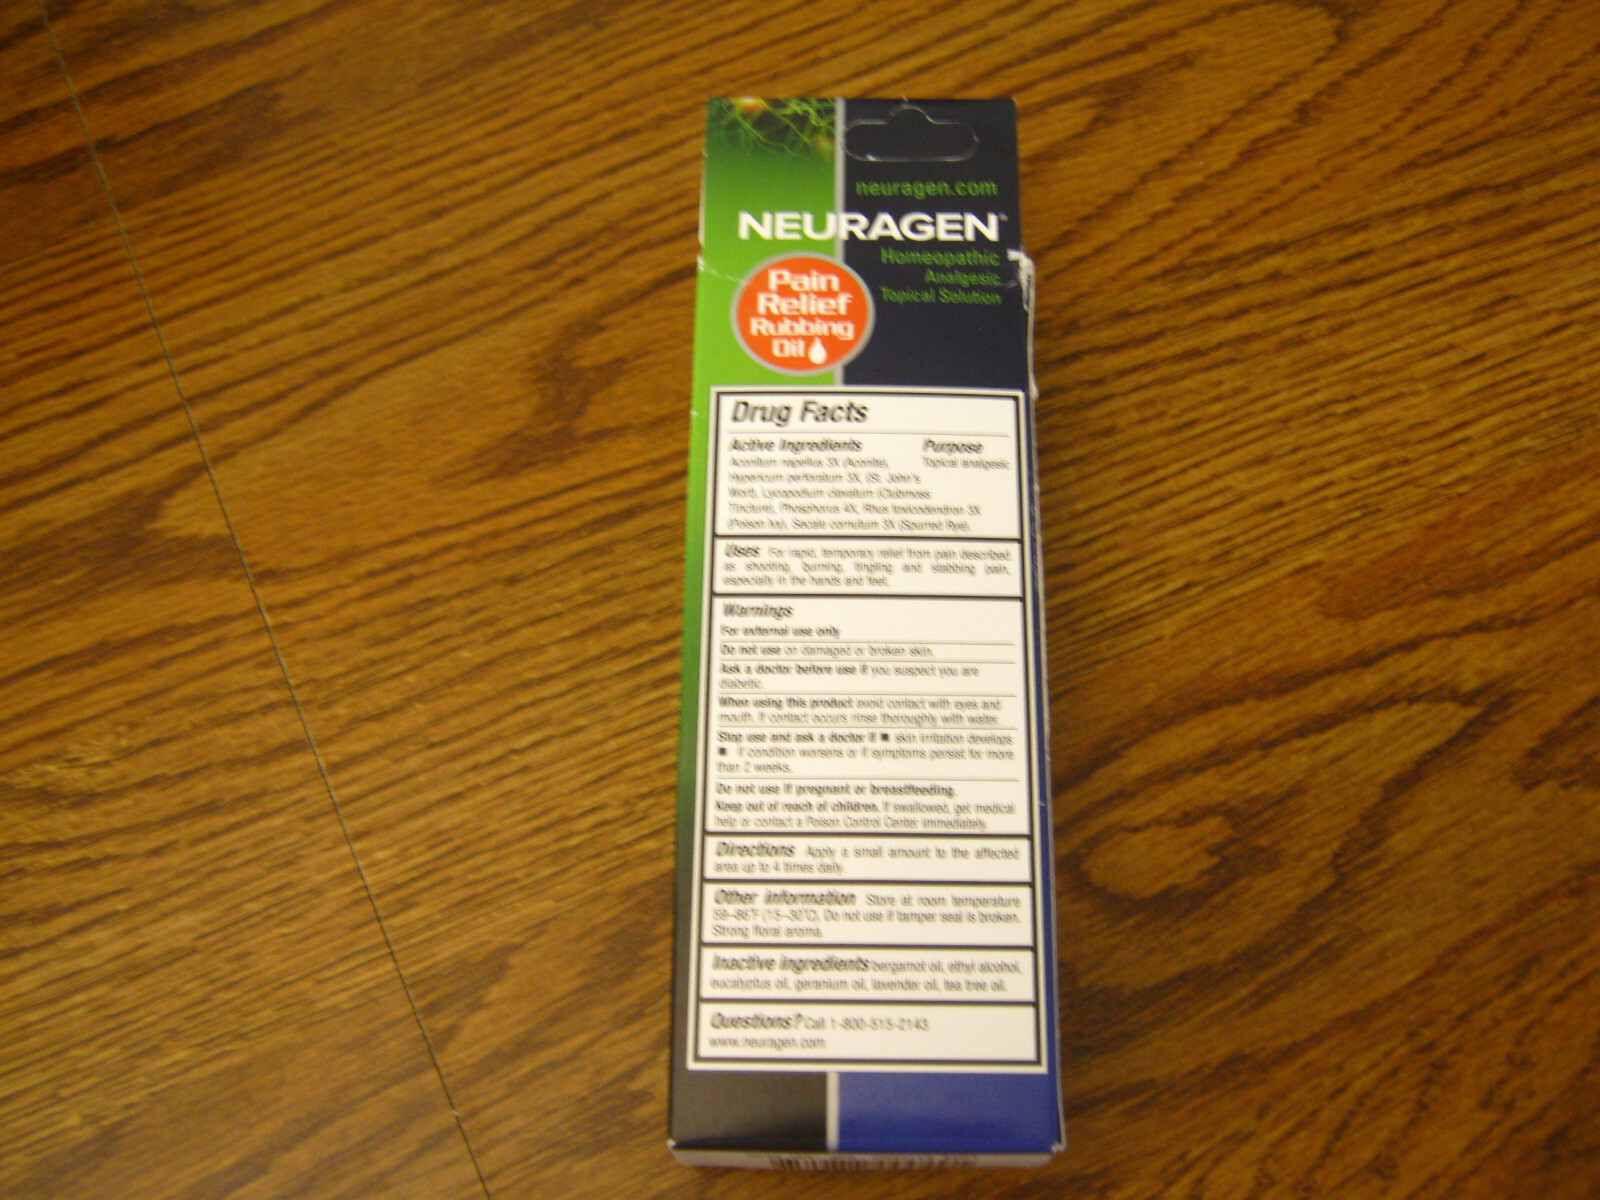 neuragen.com
NEURAGEN
Homeopathic
Analgesic
Topical Solution
Pain
Relief
Rubbing
Oil
Drug Facts
Active Ingredients Purpose
Aconitum napellus 3X (Aconite), Topical analgesic
Hypericum perforatum 3X, (St. John's
Wort), Lycopodium clavatum (Clubmoss
Tincture), Phosphorus 4X, Rhus toxicodendron 3X
(Poison Ivy), Secale cornutum 3X (Spurred Rye).
Uses For rapid, temporary relief from pain described
as shooting, burning, tingling and stabbing pain,
especially in the hands and feet.
Warnings
For external use only
Do not use on damaged or broken skin.
Ask a doctor before use if you suspect you are
diabetic.
When using this product avoid contact with eyes and
mouth. If contact occurs rinse thoroughly with water.
Stop use and ask a doctor if ■ skin irritation develops
■ if condition worsens or if symptoms persist for more
than 2 weeks.
Do not use if pregnant or breastfeeding.
Keep out of reach of children. If swallowed, get medical
help or contact a Poison Control Center immediately.
Directions Apply a small amount to the affected
area up to 4 times daily.
Other information Store at room temperature
59–86°F (15–30°C). Do not use if tamper seal is broken.
Strong floral aroma.
Inactive ingredients bergamot oil, ethyl alcohol,
eucalyptus oil, geranium oil, lavender oil, tea tree oil.
Questions? Call 1-800-515-2143
www.neuragen.com